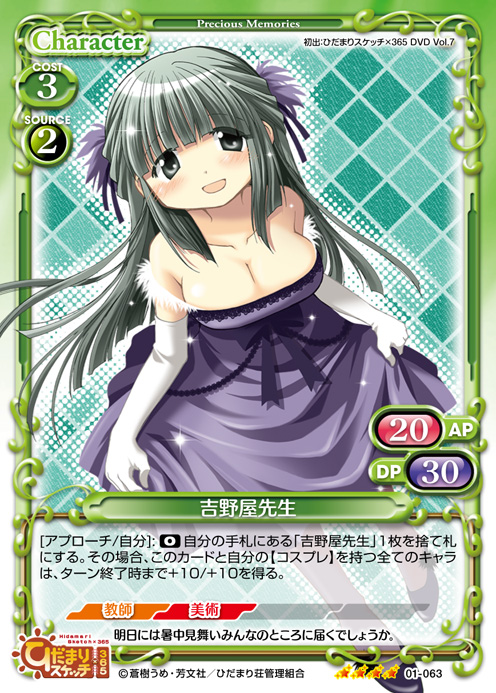 Precious Memories
Character
初出:ひだまりスケッチ×365 DVD Vol.7
COST
3
SOURCE
2
20 AP
DP 30
吉野屋先生
[アプローチ/自分]: 0 自分の手札にある「吉野屋先生」1枚を捨て札
にする。その場合、このカードと自分の【コスプレ】を持つ全てのキャラ
は、ターン終了時まで+10/+10を得る。
教師 美術
明日には暑中見舞いみんなのところに届くでしょうか。
Hidamari
Sketch×365
ひだまり
スケッチ
365
©蒼樹うめ・芳文社/ひだまり荘管理組合
01-063